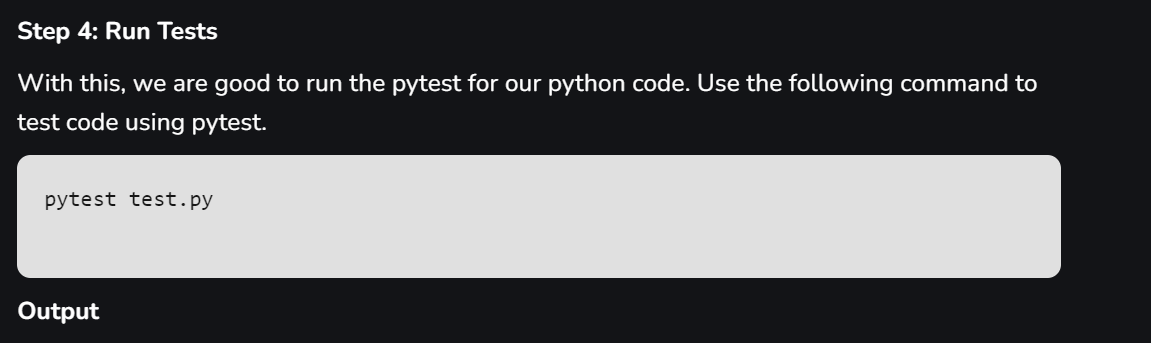 Step 4: Run Tests
With this, we are good to run the pytest for our python code. Use the following command to
test code using pytest.
pytest test.py
Output